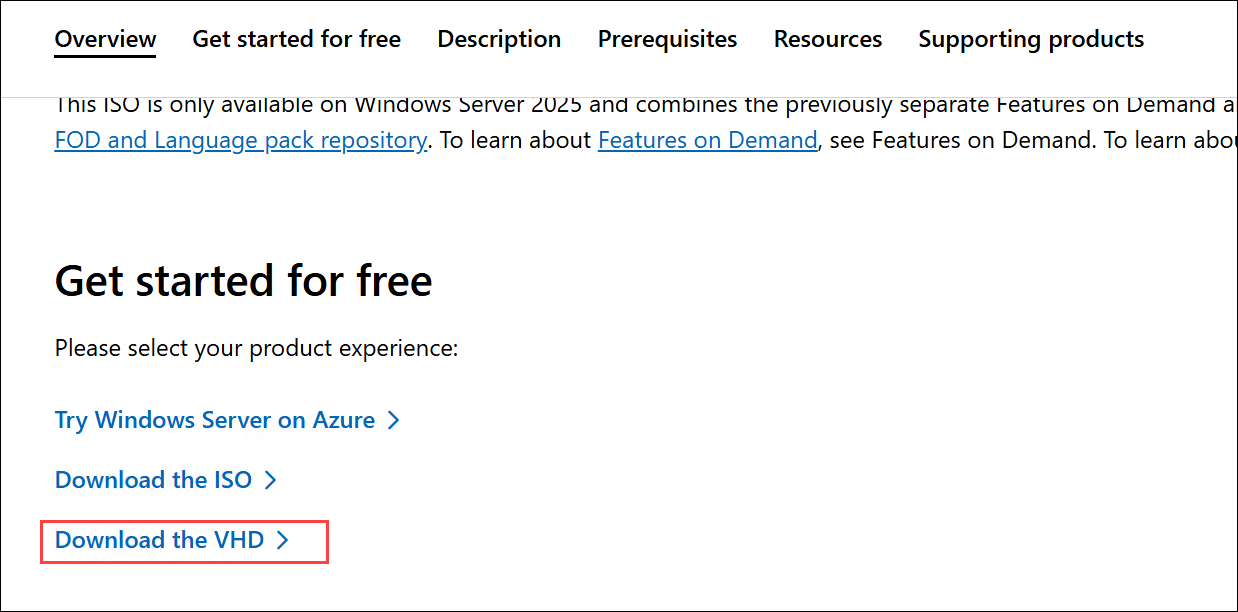 Overview Get started for free Description Prerequisites Resources Supporting products
This ISO is only available on Windows Server 2025 and combines the previously separate Features on Demand
FOD and Language pack repository. To learn about Features on Demand, see Features on Demand. To learn
Get started for free
Please select your product experience:
Try Windows Server on Azure
Download the ISO
Download the VHD